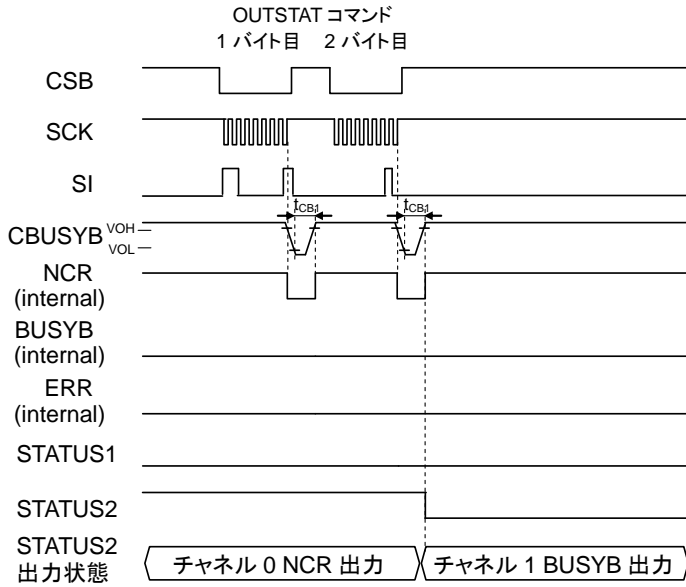 OUTSTAT コマンド
1 バイト目 2 バイト目
CSB
SCK
SI
tCB1 tCB1
CBUSYB VOH
VOL
NCR
(internal)
BUSYB
(internal)
ERR
(internal)
STATUS1
STATUS2
STATUS2
出力状態
チャネル 0 NCR 出力 チャネル 1 BUSYB 出力